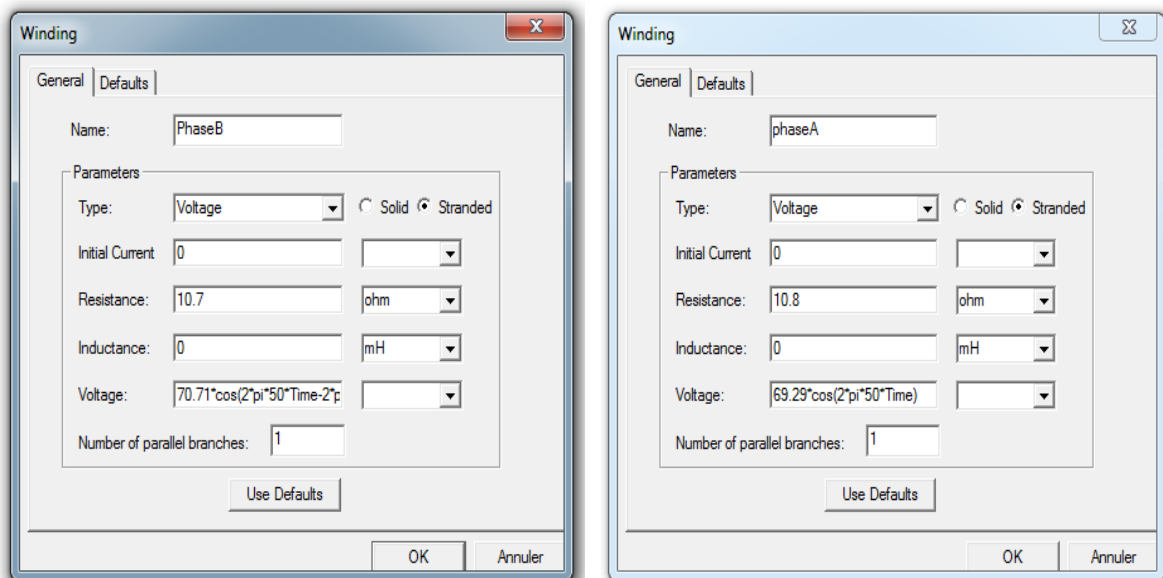 Winding
General Defaults
Name: PhaseB
Parameters
Type: Voltage Solid Stranded
Initial Current 0
Resistance: 10.7 ohm
Inductance: 0 mH
Voltage: 70.71*cos(2*pi*50*Time-2*p
Number of parallel branches: 1
Use Defaults
OK Annuler
Winding
General Defaults
Name: phaseA
Parameters
Type: Voltage Solid Stranded
Initial Current 0
Resistance: 10.8 ohm
Inductance: 0 mH
Voltage: 69.29*cos(2*pi*50*Time)
Number of parallel branches: 1
Use Defaults
OK Annuler